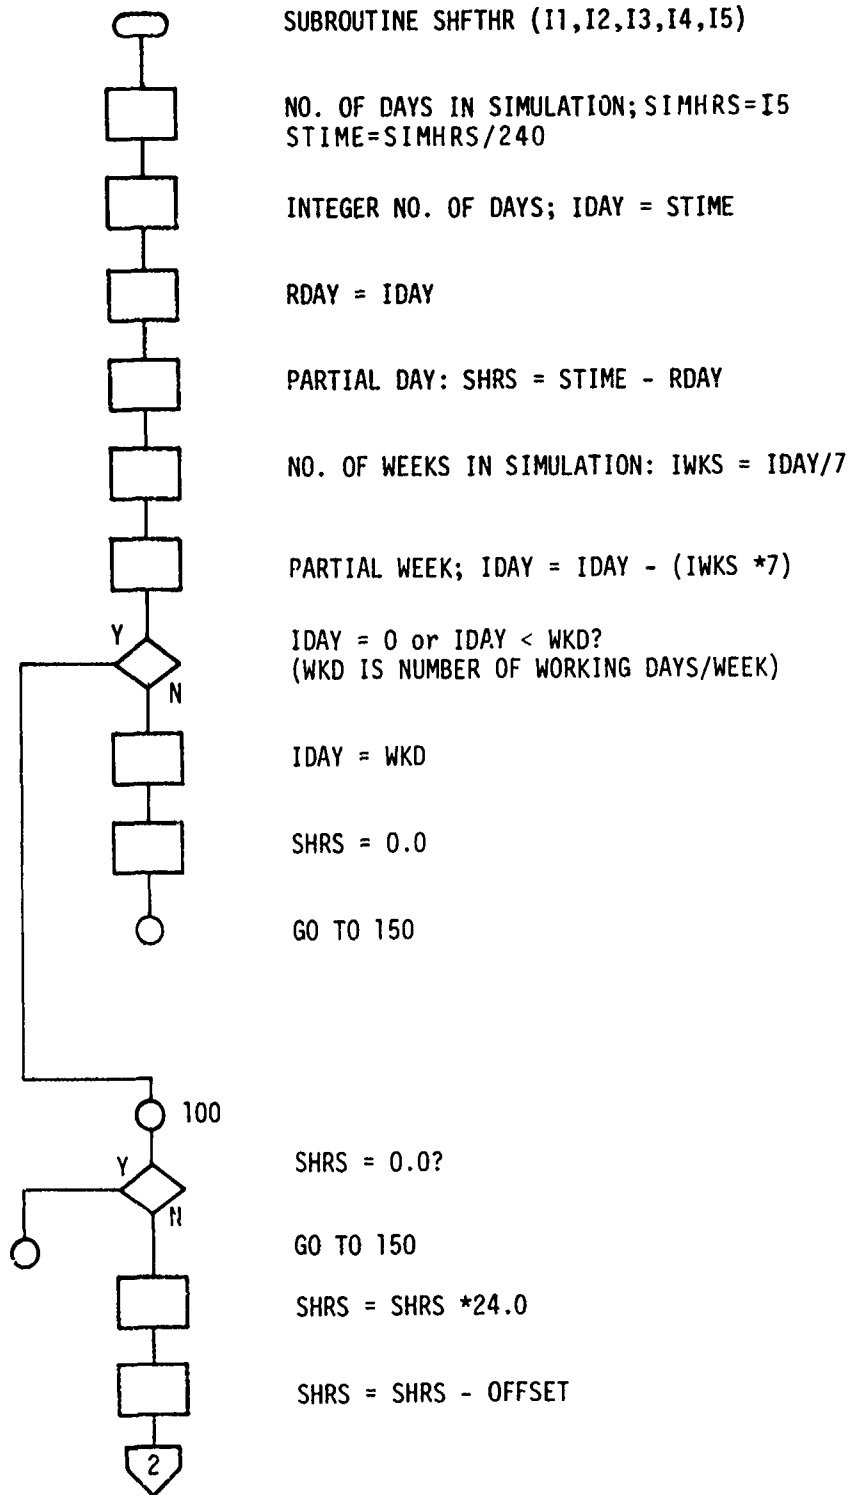 SUBROUTINE SHFTHR (I1,I2,I3,I4,I5)
NO. OF DAYS IN SIMULATION; SIMHRS=I5
STIME=SIMHRS/240
INTEGER NO. OF DAYS; IDAY = STIME
RDAY = IDAY
PARTIAL DAY: SHRS = STIME - RDAY
NO. OF WEEKS IN SIMULATION: IWKS = IDAY/7
PARTIAL WEEK; IDAY = IDAY - (IWKS *7)
Y
IDAY = 0 or IDAY < WKD?
(WKD IS NUMBER OF WORKING DAYS/WEEK)
N
IDAY = WKD
SHRS = 0.0
GO TO 150
100
Y
SHRS = 0.0?
N
GO TO 150
SHRS = SHRS *24.0
SHRS = SHRS - OFFSET
2